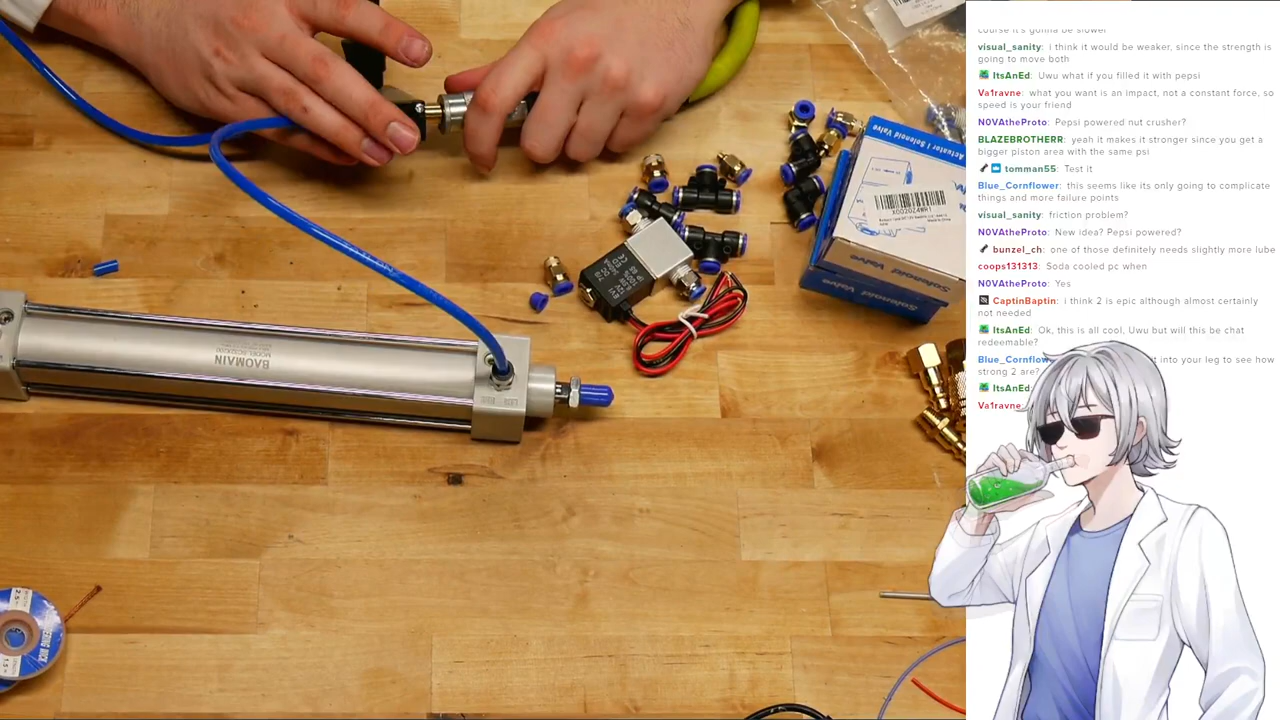 course it's gonna be slower
visual_sanity: i think it would be weaker, since the strength is
going to move both
ItsAnEd: Uwu what if you filled it with pepsi
Va1ravne: what you want is an impact, not a constant force, so
speed is your friend
N0VAtheProto: Pepsi powered nut crusher?
BLAZEBROTHERR: yeah it makes it stronger since you get a
bigger piston area with the same psi
tomman55: Test it
Blue_Cornflower: this seems like its only going to complicate
things and more failure points
visual_sanity: friction problem?
N0VAtheProto: New idea? Pepsi powered?
bunzel_ch: one of those definitely needs slightly more lube
coops131313: Soda cooled pc when
N0VAtheProto: Yes
CaptinBaptin: i think 2 is epic although almost certainly
not needed
ItsAnEd: Ok, this is all cool, Uwu but will this be chat
redeemable?
Blue_Cornflow it into your leg to see how
strong 2 are?
ItsAnEd:
Va1ravne
Actuator / Solenoid Valve
X002QZ4WR1
Solenoid Valve
BAOMAIN